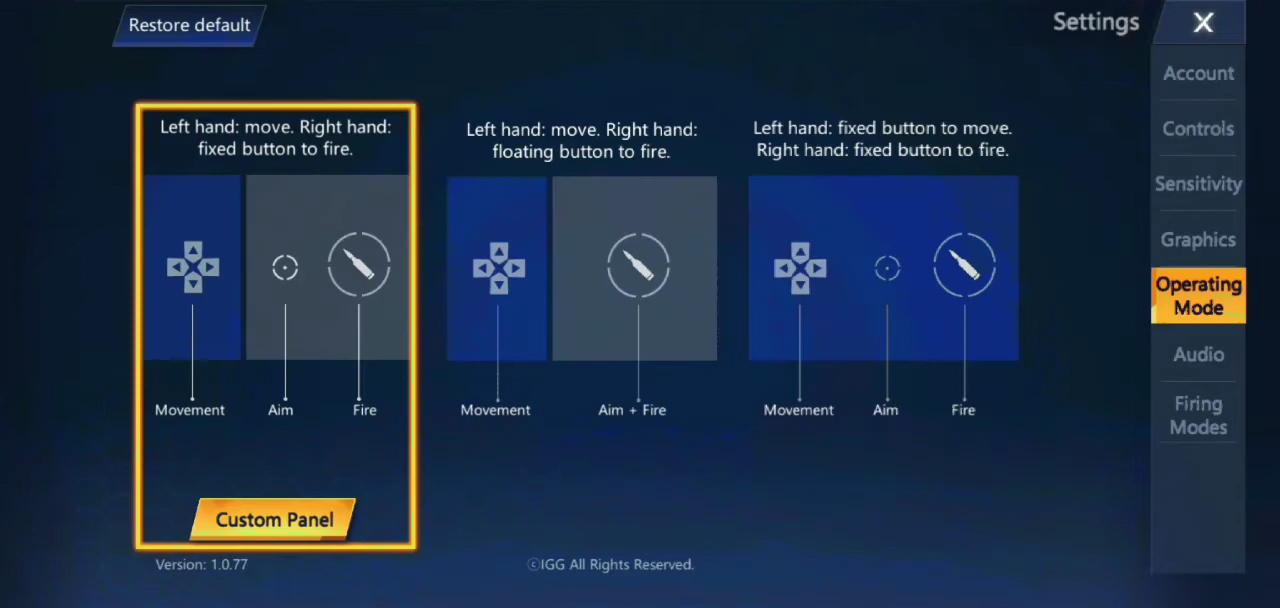 Restore default
Settings
X
Account
Controls
Sensitivity
Graphics
Operating
Mode
Audio
Firing
Modes
Left hand: move. Right hand:
fixed button to fire.
Movement
Aim
Fire
Custom Panel
Left hand: move. Right hand:
floating button to fire.
Movement
Aim + Fire
Left hand: fixed button to move.
Right hand: fixed button to fire.
Movement
Aim
Fire
Version: 1.0.77
ⓒIGG All Rights Reserved.